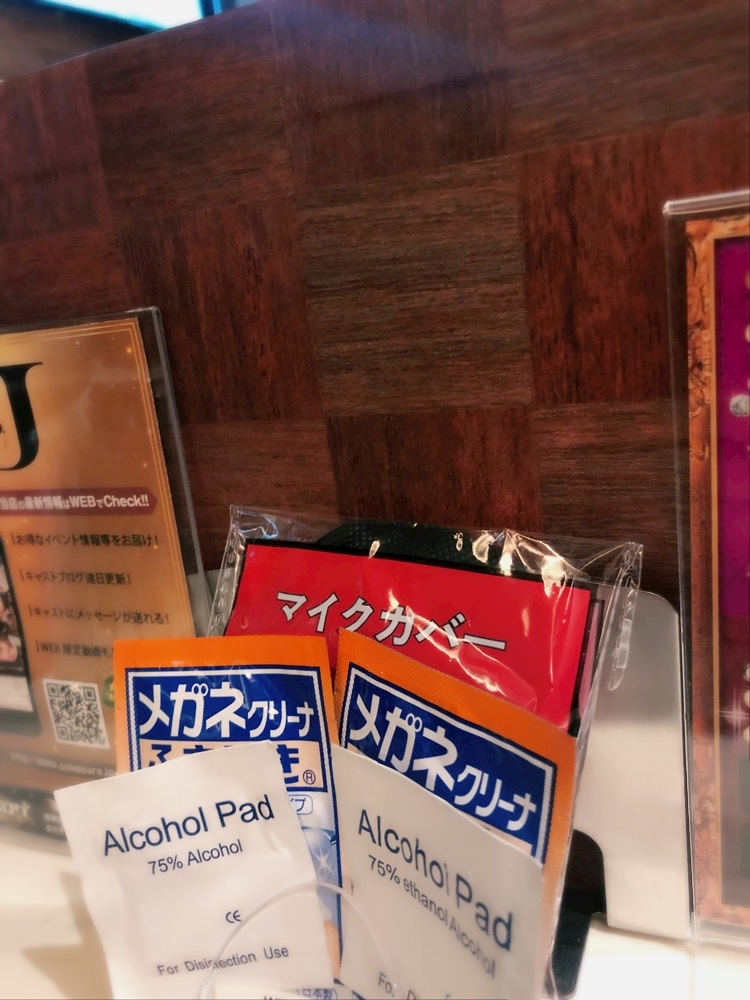 J
当店の最新情報はWEBでCheck!!
お得なイベント情報等をお届け!
キャストブログ連日更新!
キャストにメッセージが送れる!
WEB限定動画も
マイクカバー
メガネクリーナ
ふき
き®
メガネクリーナ
Alcohol Pad
75% Alcohol
CE
For Disinfection Use
Alcohol Pad
75% ethanol Alcohol
Fo